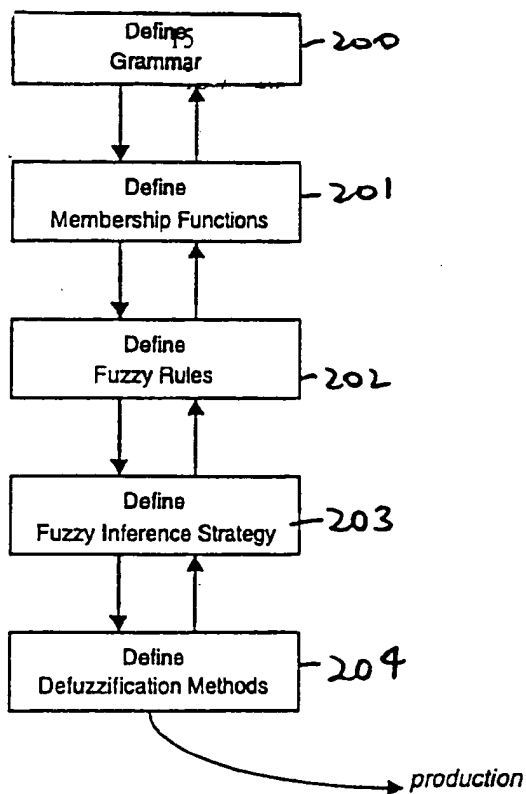 Define
15
Grammar
200
Define
Membership Functions
201
Define
Fuzzy Rules
202
Define
Fuzzy Inference Strategy
203
Define
Defuzzification Methods
204
production